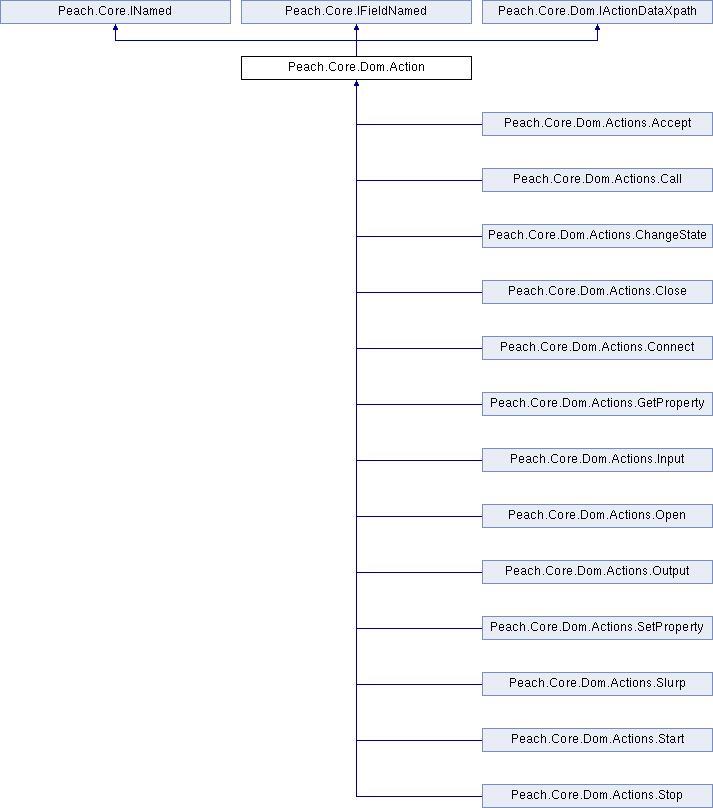 Peach.Core.INamed
Peach.Core.IFieldNamed
Peach.Core.Dom.IActionDataXpath
Peach.Core.Dom.Action
Peach.Core.Dom.Actions.Accept
Peach.Core.Dom.Actions.Call
Peach.Core.Dom.Actions.ChangeState
Peach.Core.Dom.Actions.Close
Peach.Core.Dom.Actions.Connect
Peach.Core.Dom.Actions.GetProperty
Peach.Core.Dom.Actions.Input
Peach.Core.Dom.Actions.Open
Peach.Core.Dom.Actions.Output
Peach.Core.Dom.Actions.SetProperty
Peach.Core.Dom.Actions.Slurp
Peach.Core.Dom.Actions.Start
Peach.Core.Dom.Actions.Stop